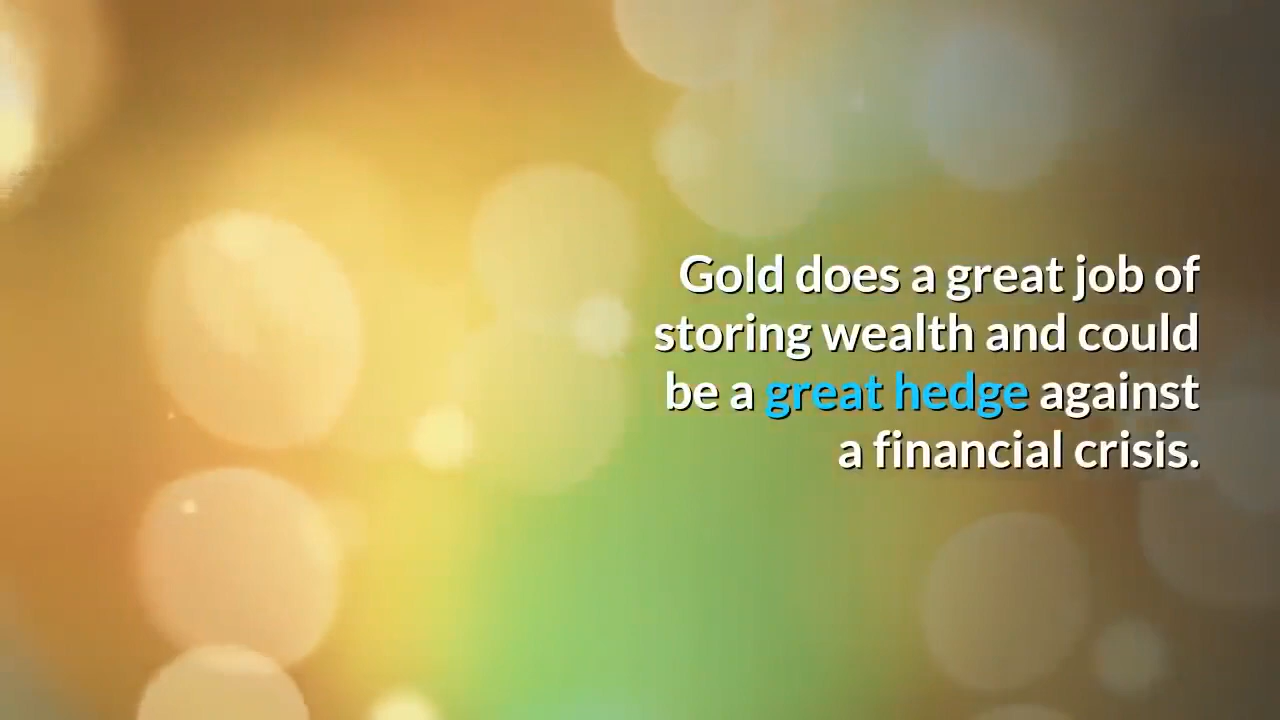 Gold does a great job of
storing wealth and could
be a great hedge against
a financial crisis.